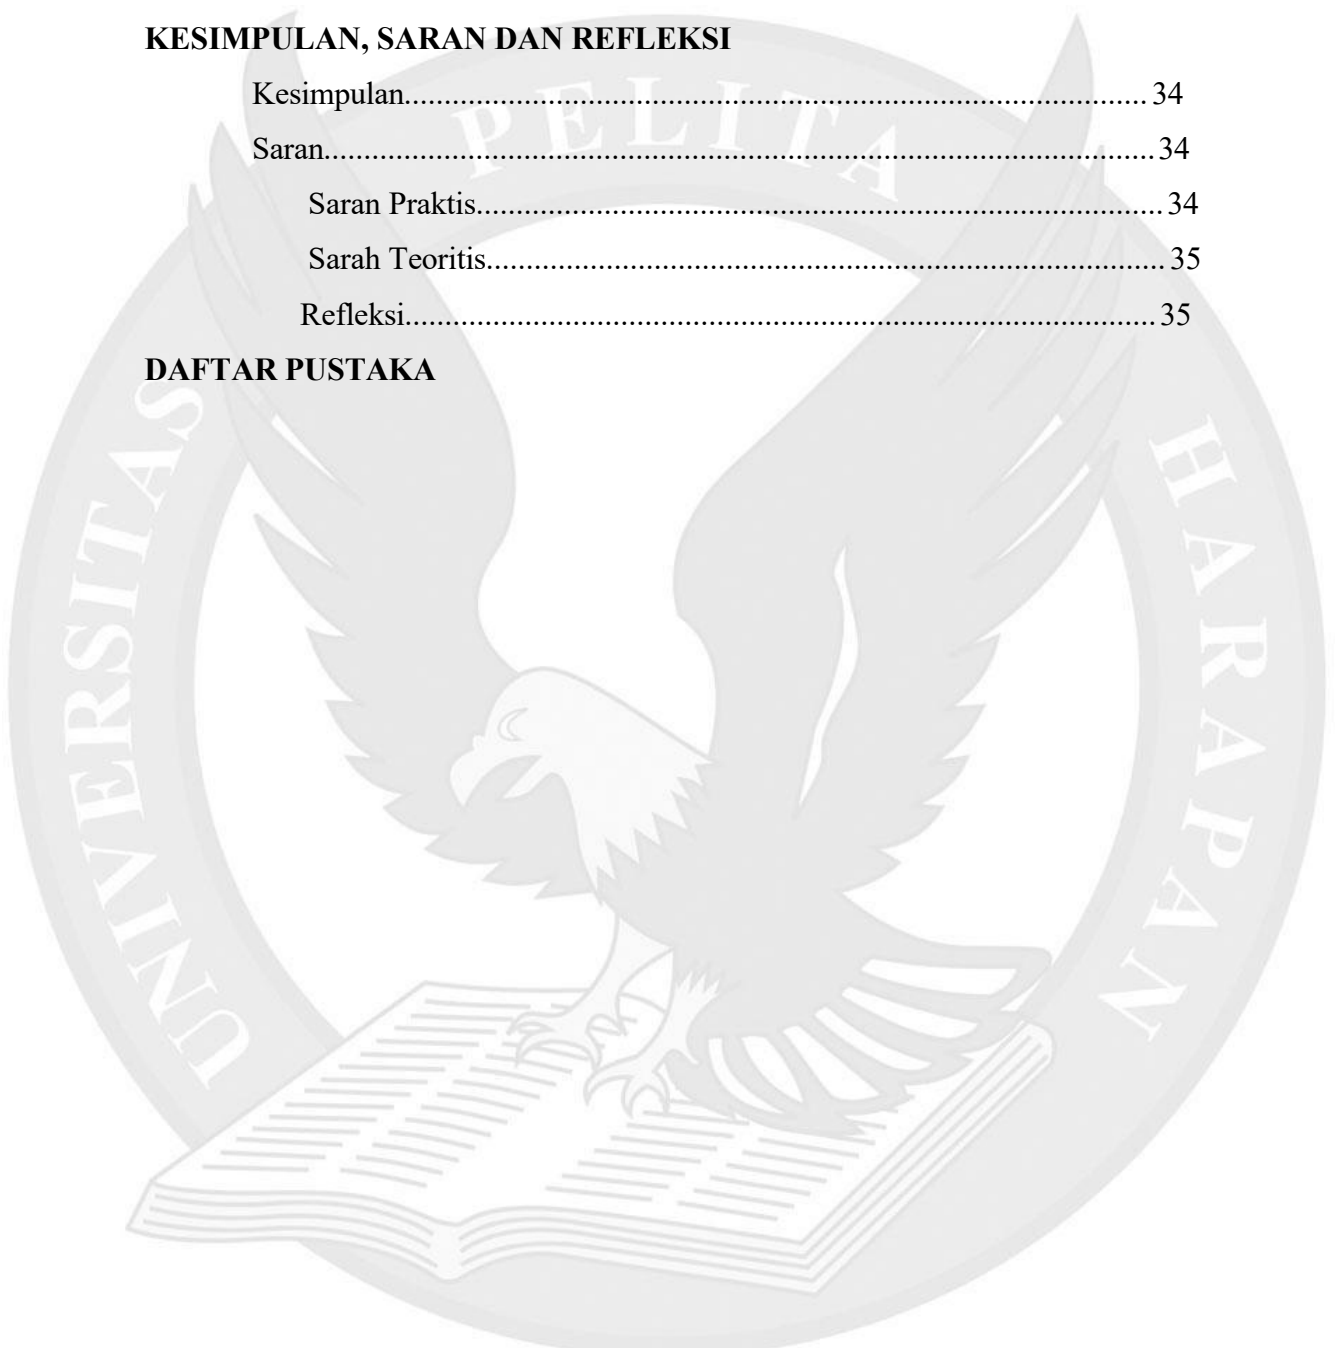 KESIMPULAN, SARAN DAN REFLEKSI
Kesimpulan............................................................................................ 34
Saran....................................................................................................... 34
Saran Praktis..................................................................................... 34
Sarah Teoritis.................................................................................... 35
Refleksi............................................................................................. 35
DAFTAR PUSTAKA
UNIVERSITAS PELITA HARAPAN